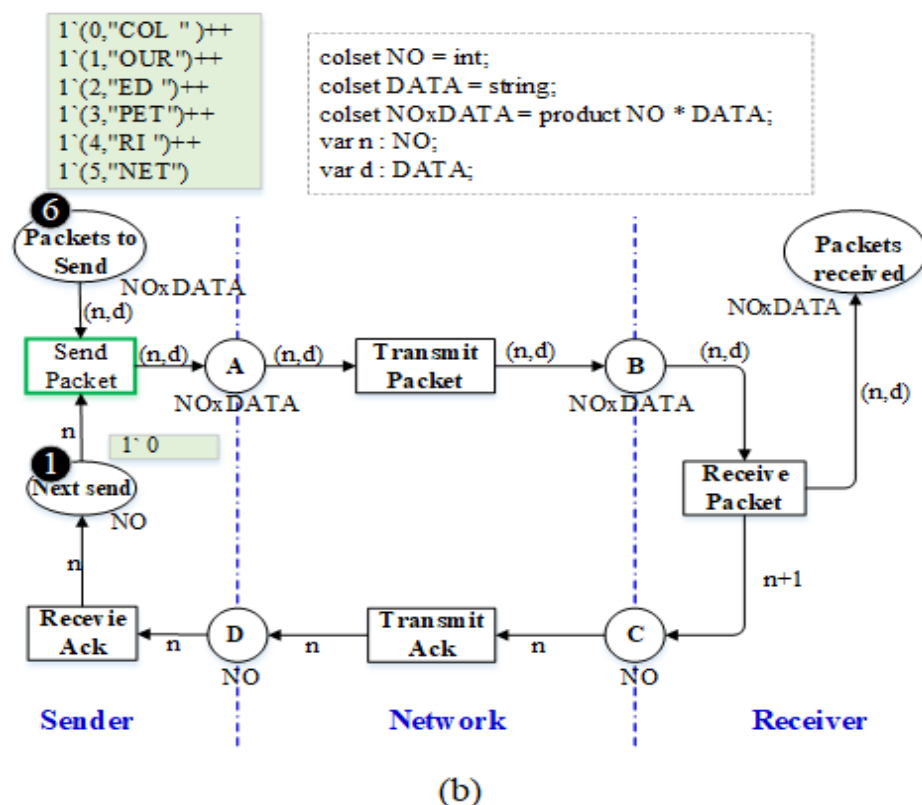 1`(0,"COL " )++
1`(1,"OUR")++
1`(2,"ED ")++
1`(3,"PET")++
1`(4,"RI ")++
1`(5,"NET")
colset NO = int;
colset DATA = string;
colset NOxDATA = product NO * DATA;
var n : NO;
var d : DATA;
6
Packets to
Send
NOxDATA
(n,d)
Packets
received
NOxDATA
Send
Packet
(n,d)
A
NOxDATA
(n,d)
Transmit
Packet
(n,d)
B
NOxDATA
(n,d)
(n,d)
n
1` 0
1
Next send
NO
Receive
Packet
n
n+1
Recevie
Ack
n
D
NO
n
Transmit
Ack
n
C
NO
Sender
Network
Receiver
(b)